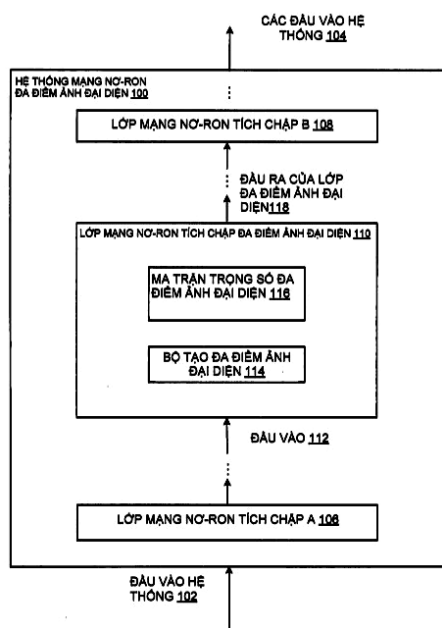 CÁC ĐẦU VÀO HỆ
THỐNG 104
HỆ THỐNG MẠNG NƠ-RON
ĐA ĐIỂM ẢNH ĐẠI DIỆN 100
LỚP MẠNG NƠ-RON TÍCH CHẬP B 108
ĐẦU RA CỦA LỚP
ĐA ĐIỂM ẢNH ĐẠI
DIỆN118
LỚP MẠNG NƠ-RON TÍCH CHẬP ĐA ĐIỂM ẢNH ĐẠI DIỆN 110
MA TRẬN TRỌNG SỐ ĐA
ĐIỂM ẢNH ĐẠI DIỆN 116
BỘ TẠO ĐA ĐIỂM ẢNH
ĐẠI DIỆN 114
ĐẦU VÀO 112
LỚP MẠNG NƠ-RON TÍCH CHẬP A 106
ĐẦU VÀO HỆ
THỐNG 102